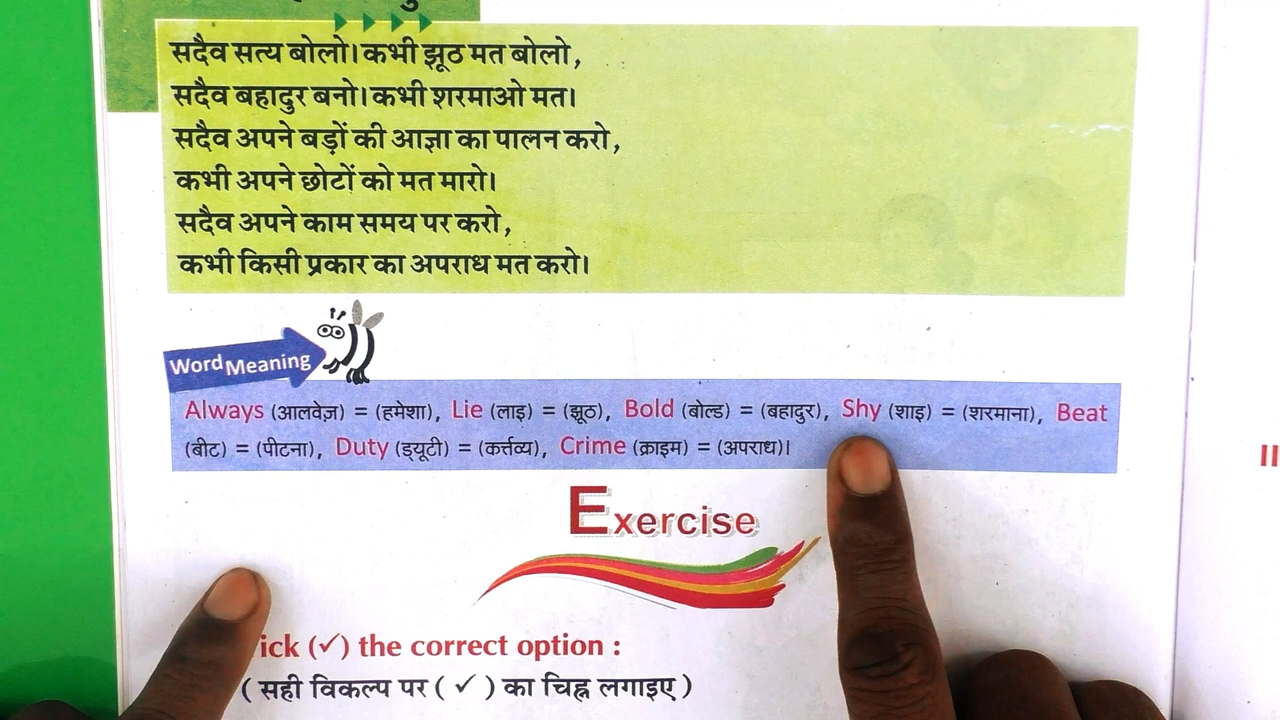 सदैव सत्य बोलो। कभी झूठ मत बोलो,
सदैव बहादुर बनो। कभी शरमाओ मत।
सदैव अपने बड़ों की आज्ञा का पालन करो,
कभी अपने छोटों को मत मारो।
सदैव अपने काम समय पर करो,
कभी किसी प्रकार का अपराध मत करो।
Word Meaning
Always (आलवेज़) = (हमेशा), Lie (लाइ) = (झूठ), Bold (बोल्ड) = (बहादुर), Shy (शाइ) = (शरमाना), Beat
(बीट) = (पीटना), Duty (ड्यूटी) = (कर्त्तव्य), Crime (क्राइम) = (अपराध)।
Exercise
ick (✓) the correct option :
( सही विकल्प पर ( ✓ ) का चिह्न लगाइए )
II